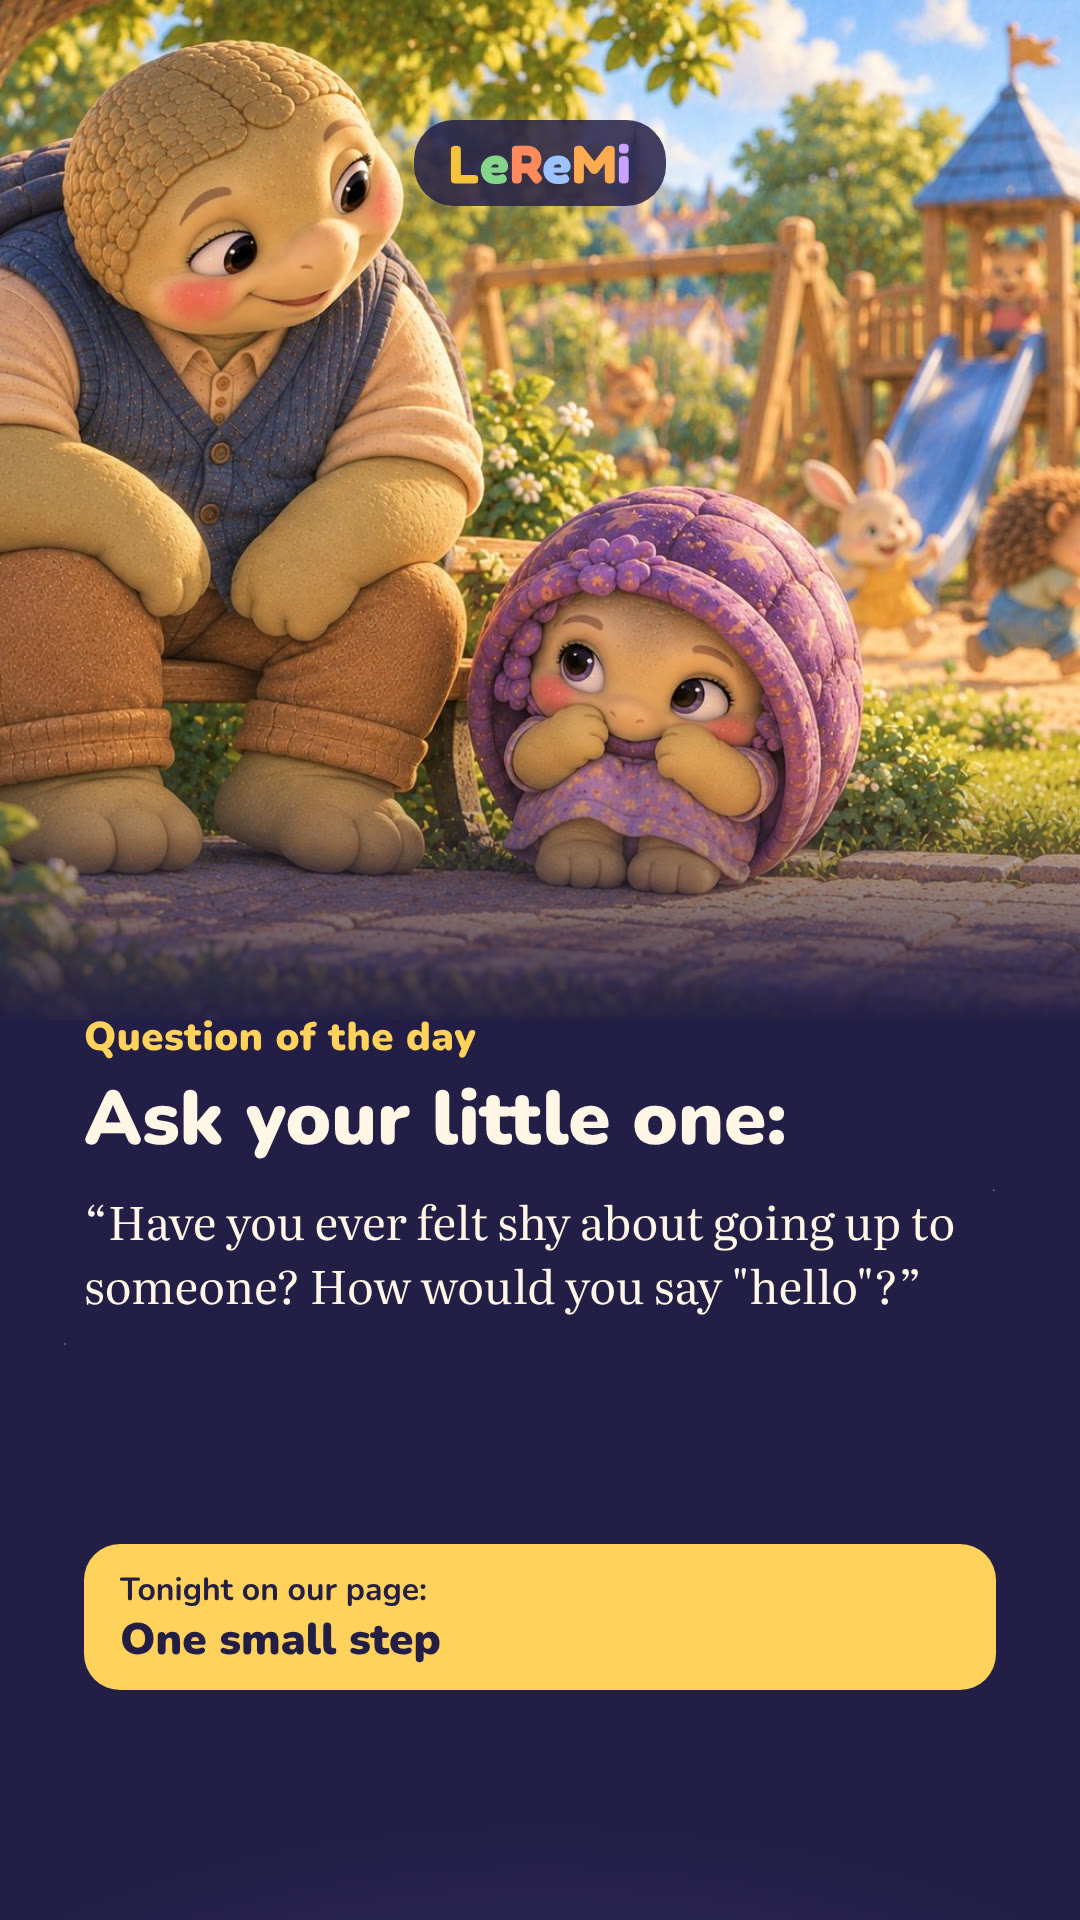 LeReMi
Question of the day
Ask your little one:
“Have you ever felt shy about going up to
someone? How would you say "hello"?”
Tonight on our page:
One small step